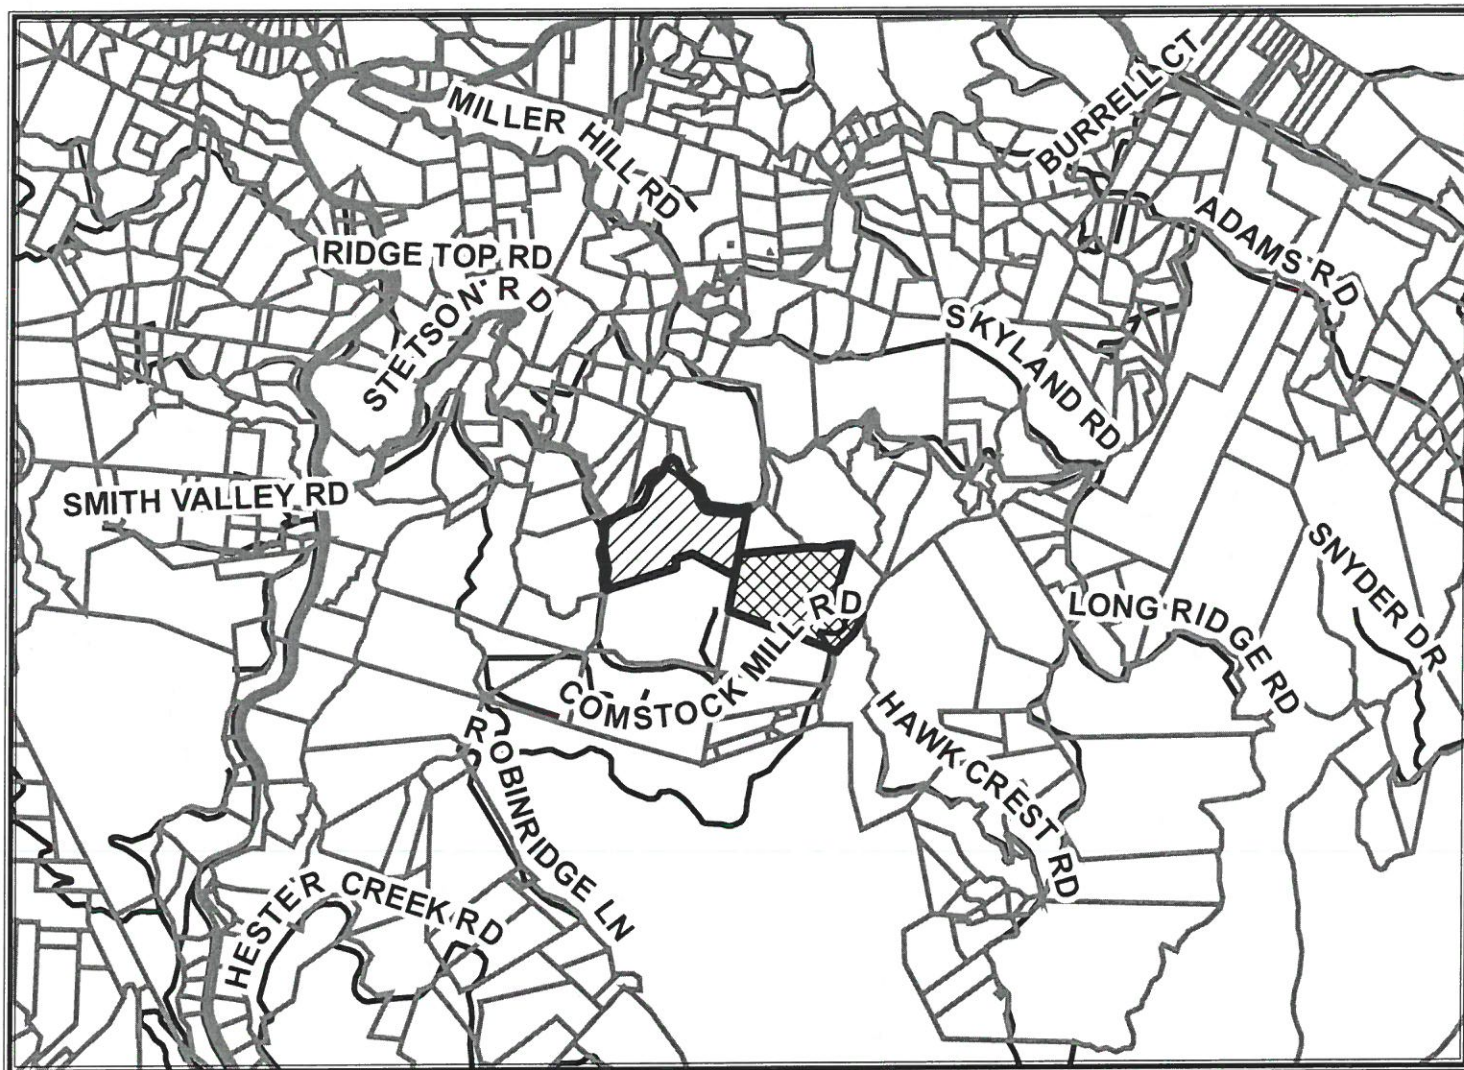 BURRELL CT
MILLER HILL RD
ADAMS RD
RIDGE TOP RD
STETSON RD
SKYLAND RD
SMITH VALLEY RD
SNYDER DR
LONG RIDGE RD
COMSTOCK MILL RD
HAWK CREST RD
ROBINRIDGE LN
HESTER CREEK RD